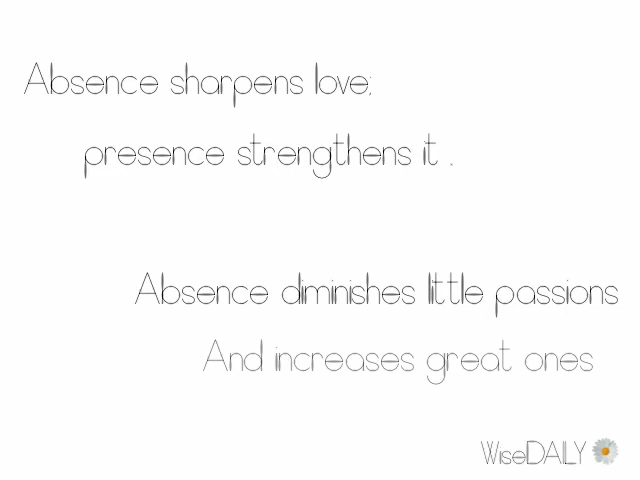 Absence sharpens love;
presence strengthens it .
Absence diminishes little passions
And increases great ones
WiseDAILY